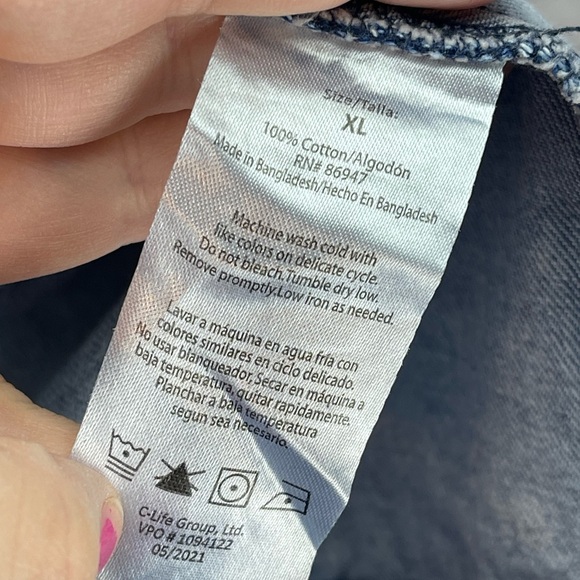 Size/Talla:
XL
100% Cotton/Algodón
RN# 86947
Made in Bangladesh/Hecho En Bangladesh
Machine wash cold with
like colors on delicate cycle.
Do not bleach.Tumble dry low.
Remove promptly.Low iron as needed.
Lavar a máquina en agua fría con
colores similares en ciclo delicado.
No usar blanqueador. Secar en máquina a
baja temperatura, quitar rapidamente.
Planchar a baja temperatura
segun sea necesario.
C-Life Group, Ltd.
VPO # 1094122
05/2021